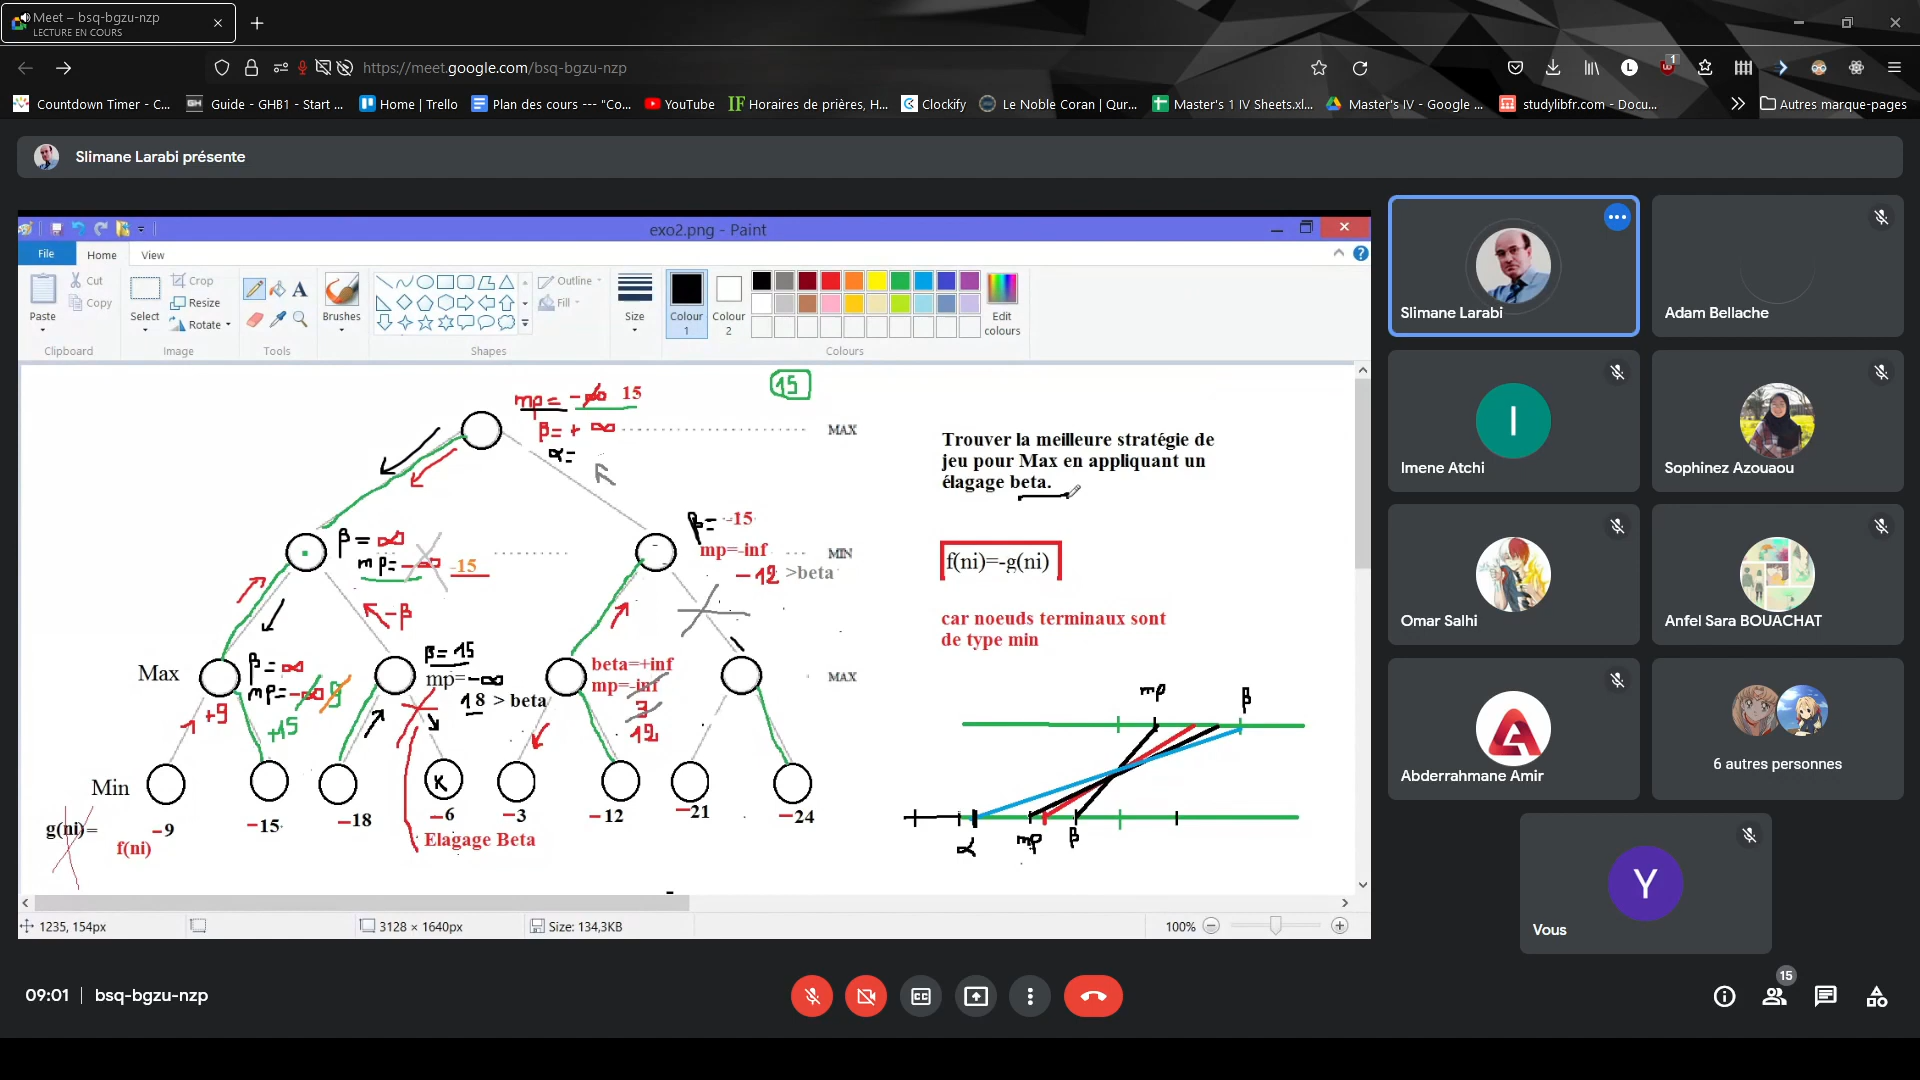 Meet – bsq-bgzu-nzp
LECTURE EN COURS
https://meet.google.com/bsq-bgzu-nzp
L
1
Countdown Timer - C...
GH Guide - GHB1 - Start ...
Home | Trello
Plan des cours --- "Co...
YouTube
IF Horaires de prières, H...
Clockify
Le Noble Coran | Qur...
Master's 1 IV Sheets.xl...
Master's IV - Google ...
studylibfr.com - Docu...
Autres marque-pages
Slimane Larabi présente
exo2.png - Paint
File
Home
View
Paste
Cut
Copy
Clipboard
Select
Crop
Resize
Rotate
Image
A
Tools
Brushes
Shapes
Outline
Fill
Size
Colour 1
Colour 2
Edit colours
Colours
mp= -∞ 15
15
β= + ∞
α=
MAX
Trouver la meilleure stratégie de
jeu pour Max en appliquant un
élagage beta.
β= ∞
mp= -∞ -15
β= -15
mp=-inf
-12 >beta
MIN
f(ni)=-g(ni)
car noeuds terminaux sont
de type min
-β
Max
β= ∞
mp= -∞ 9
+9
+15
β= 15
mp=-∞
18 > beta
beta=+inf
mp=-inf
3
12
MAX
mp
β
Min
K
g(ni)=
-9
-15
-18
-6
-3
-12
-21
-24
f(ni)
Elagage Beta
α
mp
β
1235, 154px
3128 × 1640px
Size: 134,3KB
100%
Slimane Larabi
Adam Bellache
I
Imene Atchi
Sophinez Azouaou
Omar Salhi
Anfel Sara BOUACHAT
A
Abderrahmane Amir
6 autres personnes
Y
Vous
09:01 | bsq-bgzu-nzp
15